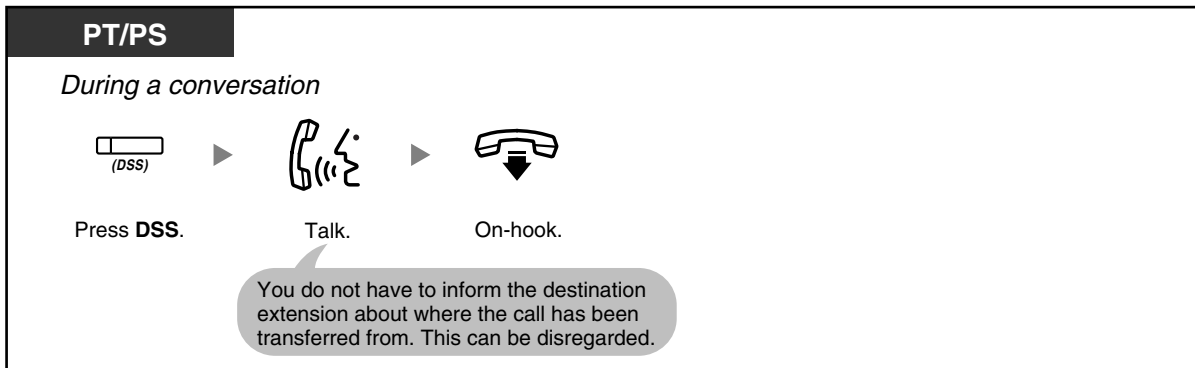 PT/PS
During a conversation
(DSS)
Press DSS.
Talk.
On-hook.
You do not have to inform the destination
extension about where the call has been
transferred from. This can be disregarded.